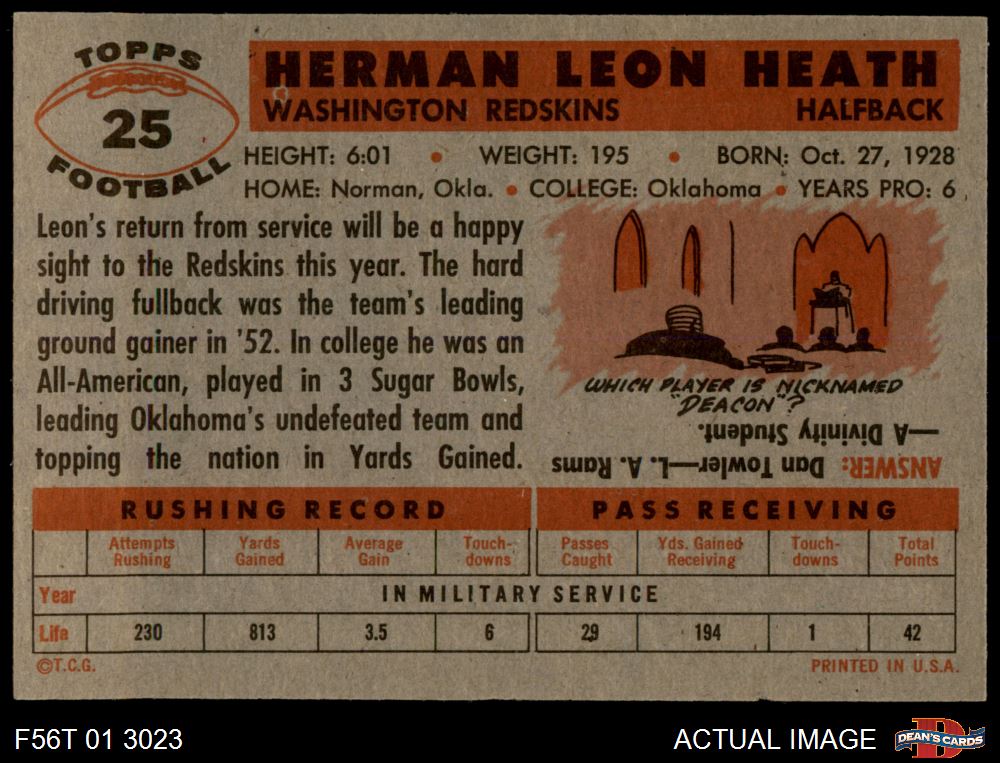 TOPPS
25
FOOTBALL
HERMAN LEON HEATH
WASHINGTON REDSKINS HALFBACK
HEIGHT: 6:01 • WEIGHT: 195 • BORN: Oct. 27, 1928
HOME: Norman, Okla. • COLLEGE: Oklahoma • YEARS PRO: 6
Leon's return from service will be a happy
sight to the Redskins this year. The hard
driving fullback was the team's leading
ground gainer in '52. In college he was an
All-American, played in 3 Sugar Bowls,
leading Oklahoma's undefeated team and
topping the nation in Yards Gained.
WHICH PLAYER IS NICKNAMED
"DEACON"?
ANSWER: Dan Towler—L. A. Rams
—A Divinity Student.
RUSHING RECORD PASS RECEIVING
Attempts Rushing Yards Gained Average Gain Touch-downs Passes Caught Yds. Gained Receiving Touch-downs Total Points
Year IN MILITARY SERVICE
Life 230 813 3.5 6 29 194 1 42
©T.C.G. PRINTED IN U.S.A.
F56T 01 3023 ACTUAL IMAGE DEAN'S CARDS